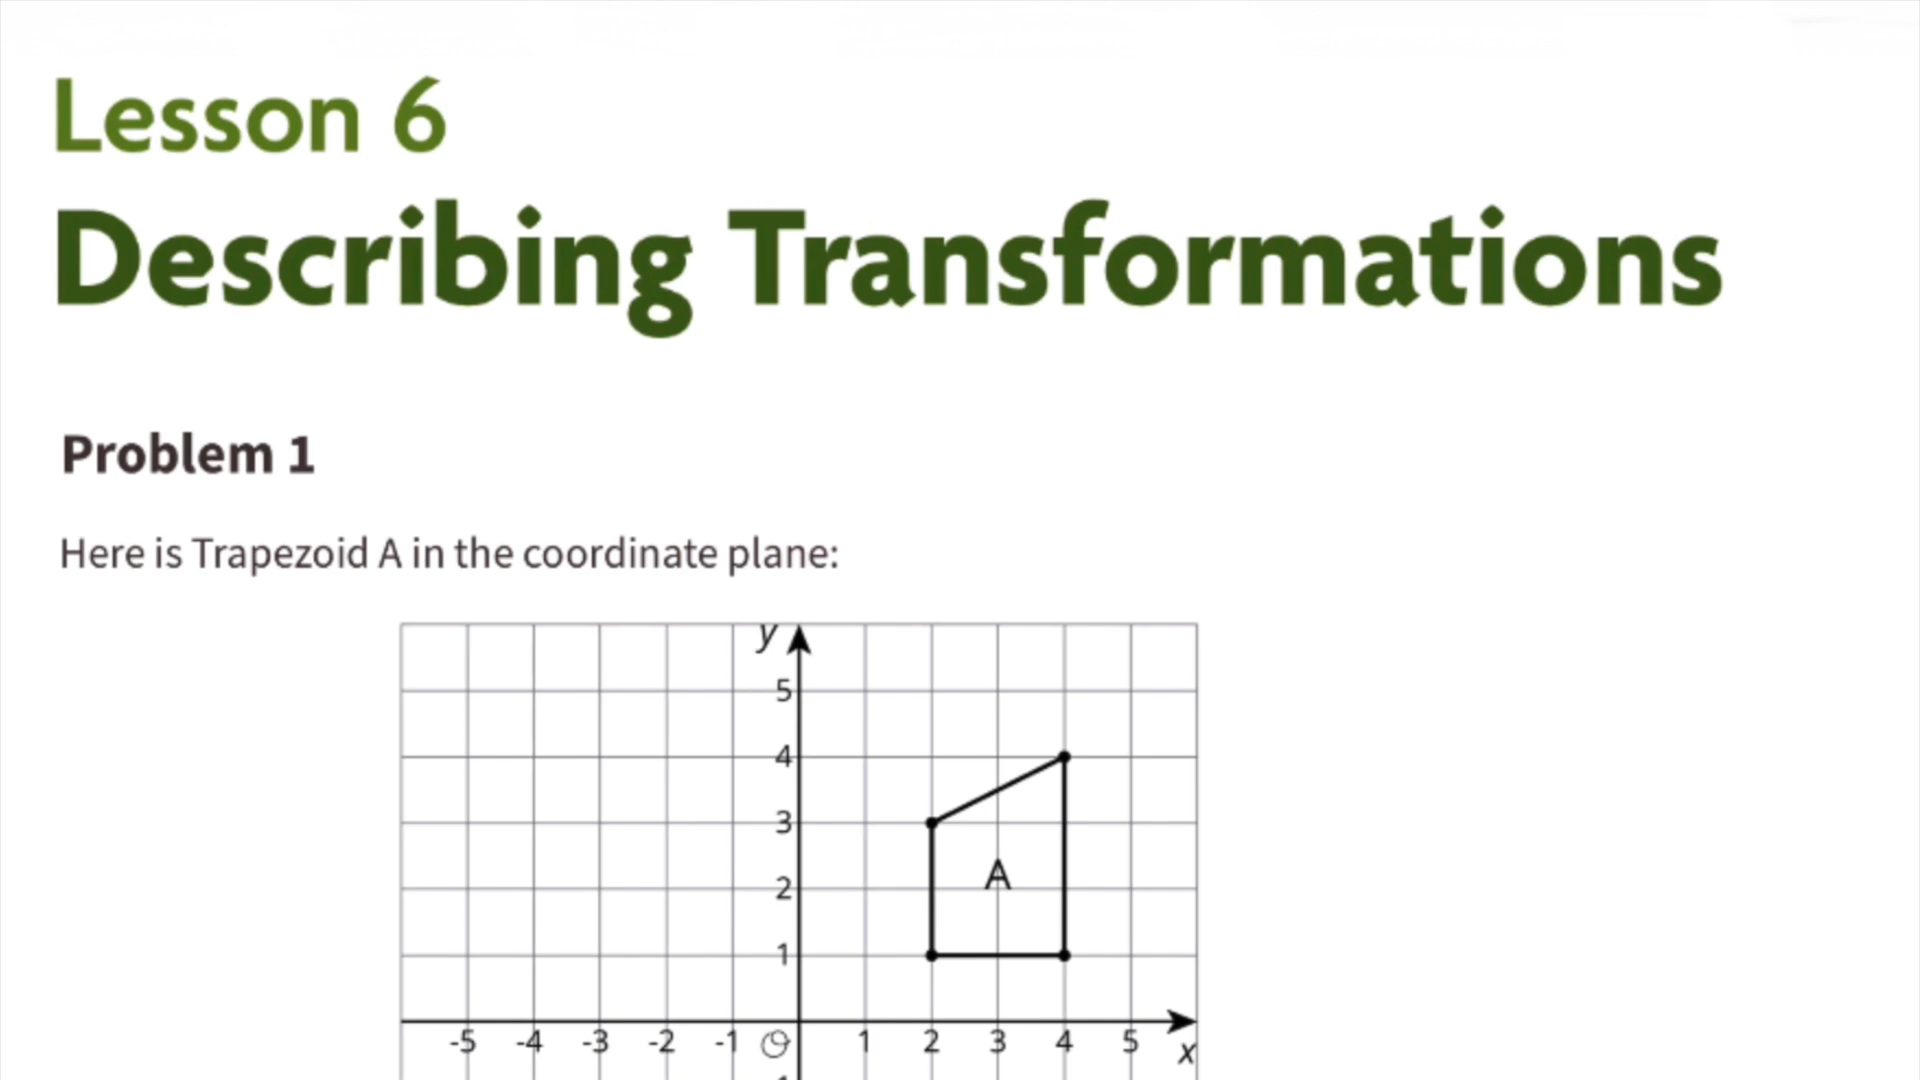 Lesson 6
Describing Transformations
Problem 1
Here is Trapezoid A in the coordinate plane:
y
5
4
3
A
2
1
-5 -4 -3 -2 -1 O 1 2 3 4 5
x